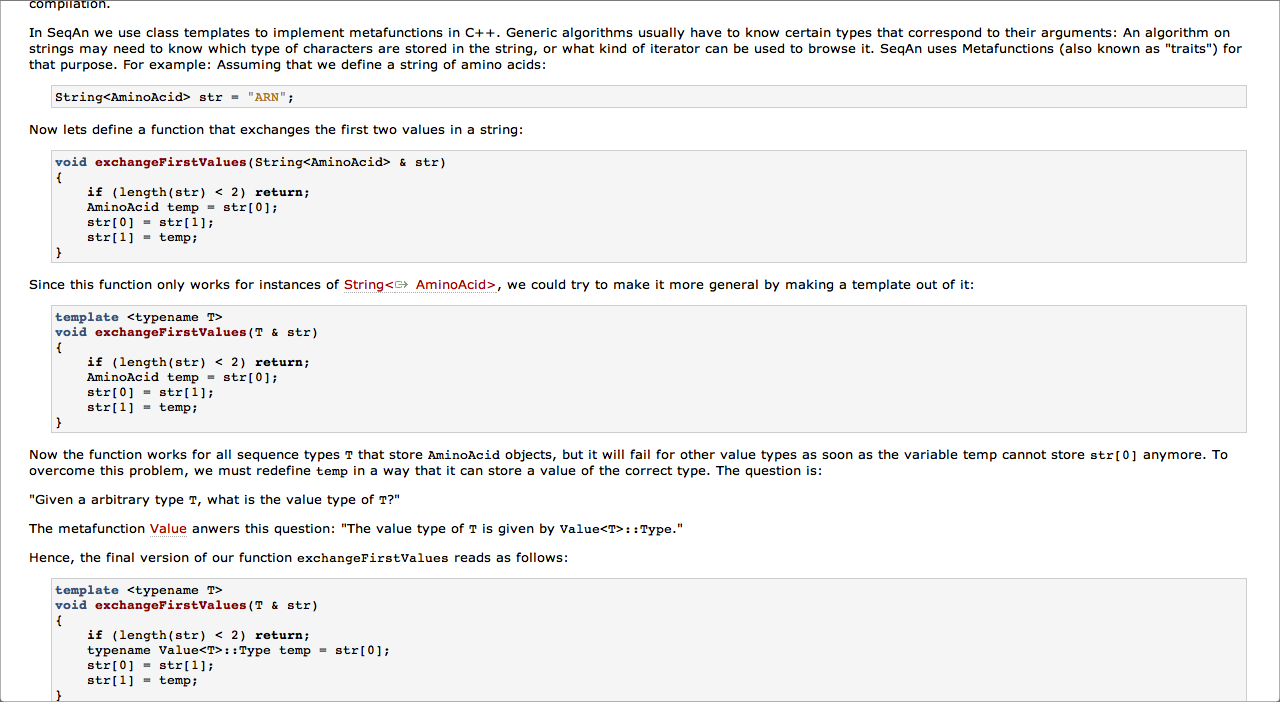 compilation.
In SeqAn we use class templates to implement metafunctions in C++. Generic algorithms usually have to know certain types that correspond to their arguments: An algorithm on
strings may need to know which type of characters are stored in the string, or what kind of iterator can be used to browse it. SeqAn uses Metafunctions (also known as "traits") for
that purpose. For example: Assuming that we define a string of amino acids:
String<AminoAcid> str = "ARN";
Now lets define a function that exchanges the first two values in a string:
void exchangeFirstValues(String<AminoAcid> & str)
{
    if (length(str) < 2) return;
    AminoAcid temp = str[0];
    str[0] = str[1];
    str[1] = temp;
}
Since this function only works for instances of String< AminoAcid>, we could try to make it more general by making a template out of it:
template <typename T>
void exchangeFirstValues(T & str)
{
    if (length(str) < 2) return;
    AminoAcid temp = str[0];
    str[0] = str[1];
    str[1] = temp;
}
Now the function works for all sequence types T that store AminoAcid objects, but it will fail for other value types as soon as the variable temp cannot store str[0] anymore. To
overcome this problem, we must redefine temp in a way that it can store a value of the correct type. The question is:
"Given a arbitrary type T, what is the value type of T?"
The metafunction Value anwers this question: "The value type of T is given by Value<T>::Type."
Hence, the final version of our function exchangeFirstValues reads as follows:
template <typename T>
void exchangeFirstValues(T & str)
{
    if (length(str) < 2) return;
    typename Value<T>::Type temp = str[0];
    str[0] = str[1];
    str[1] = temp;
}